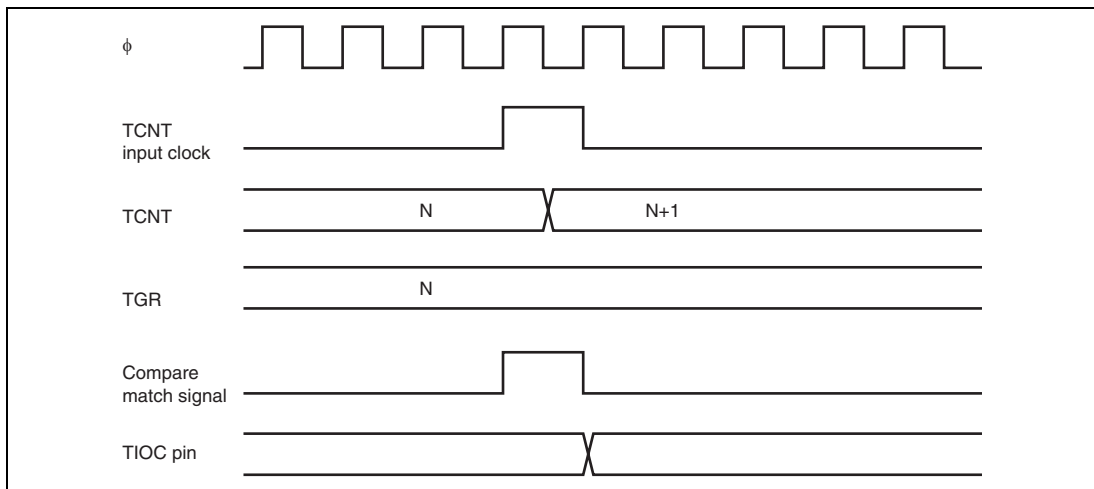 ϕ
TCNT
input clock
TCNT
N
N+1
TGR
N
Compare
match signal
TIOC pin